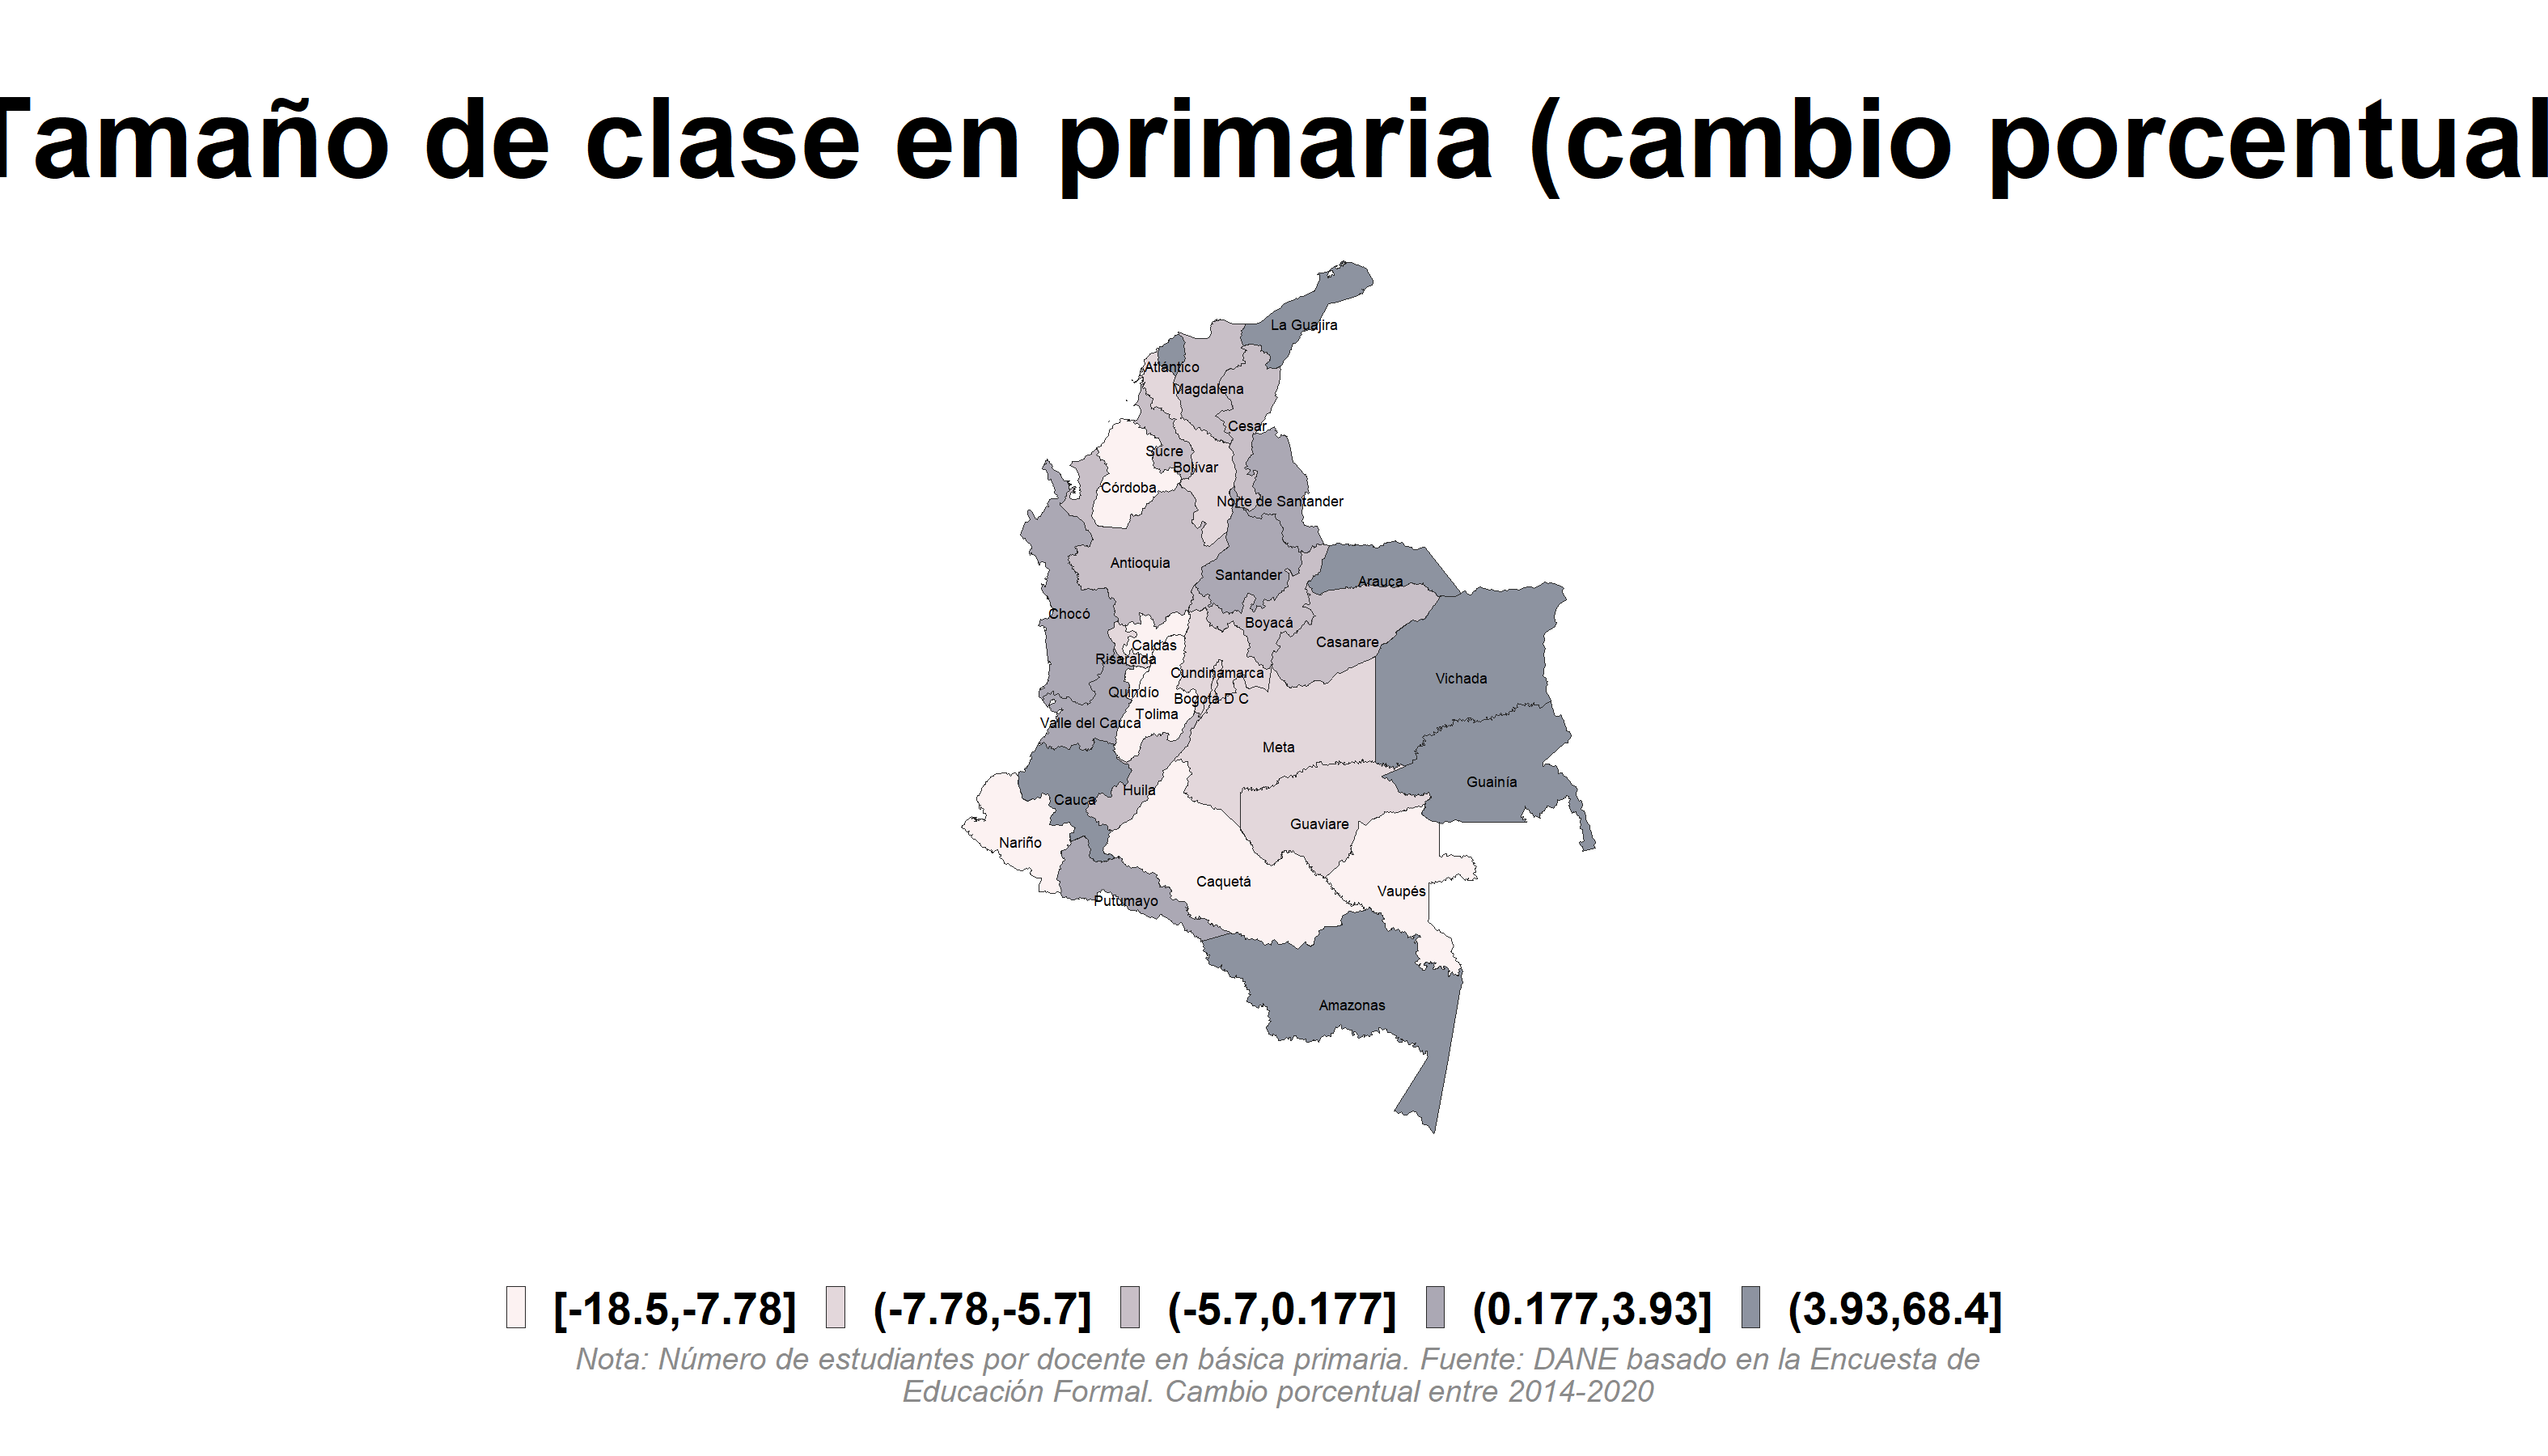 Tamaño de clase en primaria (cambio porcentual
La Guajira
Atlántico
Magdalena
Cesar
Sucre
Bolívar
Córdoba
Norte de Santander
Antioquia
Santander
Arauca
Chocó
Boyacá
Casanare
Caldas
Risaralda
Cundinamarca
Vichada
Quindío
Bogotá D C
Tolima
Valle del Cauca
Meta
Guainía
Huila
Cauca
Guaviare
Nariño
Caquetá
Vaupés
Putumayo
Amazonas
[-18.5,-7.78] (-7.78,-5.7] (-5.7,0.177] (0.177,3.93] (3.93,68.4]
Nota: Número de estudiantes por docente en básica primaria. Fuente: DANE basado en la Encuesta de
Educación Formal. Cambio porcentual entre 2014-2020